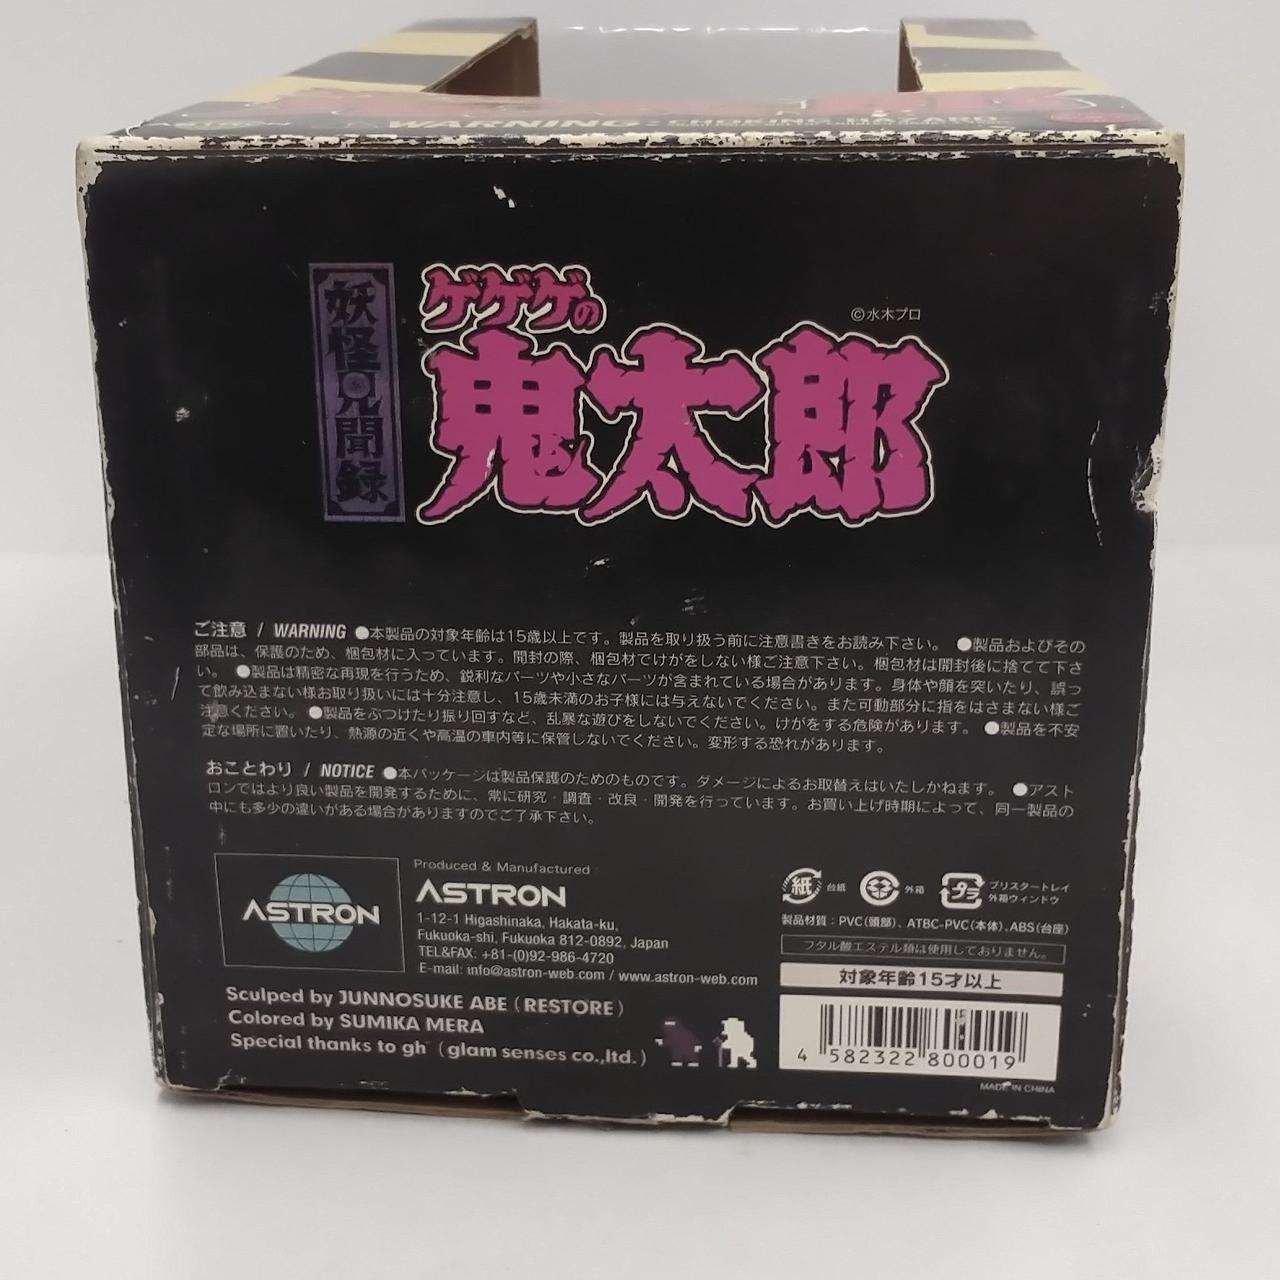 WARNING: CHOKING HAZARD
妖怪見聞録
ゲゲゲの
鬼太郎
©水木プロ
ご注意 / WARNING ●本製品の対象年齢は15歳以上です。製品を取り扱う前に注意書きをお読み下さい。 ●製品およびその
部品は、保護のため、梱包材に入っています。開封の際、梱包材でけがをしない様ご注意下さい。梱包材は開封後に捨てて下さ
い。 ●製品は精密な再現を行うため、鋭利なパーツや小さなパーツが含まれている場合があります。身体や顔を突いたり、誤っ
て飲み込まない様お取り扱いには十分注意し、15歳未満のお子様には与えないでください。また可動部分に指をはさまない様ご
注意ください。 ●製品をぶつけたり振り回すなど、乱暴な遊びをしないでください。けがをする危険があります。 ●製品を不安
定な場所に置いたり、熱源の近くや高温の車内等に保管しないでください。変形する恐れがあります。
おことわり / NOTICE ●本パッケージは製品保護のためのものです。ダメージによるお取替えはいたしかねます。 ●アスト
ロンではより良い製品を開発するために、常に研究・調査・改良・開発を行っています。お買い上げ時期によって、同一製品の
中にも多少の違いがある場合がありますのでご了承下さい。
ASTRON
Produced & Manufactured
ASTRON
1-12-1 Higashinaka, Hakata-ku,
Fukuoka-shi, Fukuoka 812-0892, Japan
TEL&FAX: +81-(0)92-986-4720
E-mail: info@astron-web.com / www.astron-web.com
Sculped by JUNNOSUKE ABE (RESTORE)
Colored by SUMIKA MERA
Special thanks to gh (glam senses co.,ltd.)
紙 台紙
外箱
プラ ブリスタートレイ
外箱ウィンドウ
製品材質：PVC(頭部)、ATBC-PVC(本体)、ABS(台座)
フタル酸エステル類は使用しておりません。
対象年齢15才以上
4 582322 800019
MADE IN CHINA